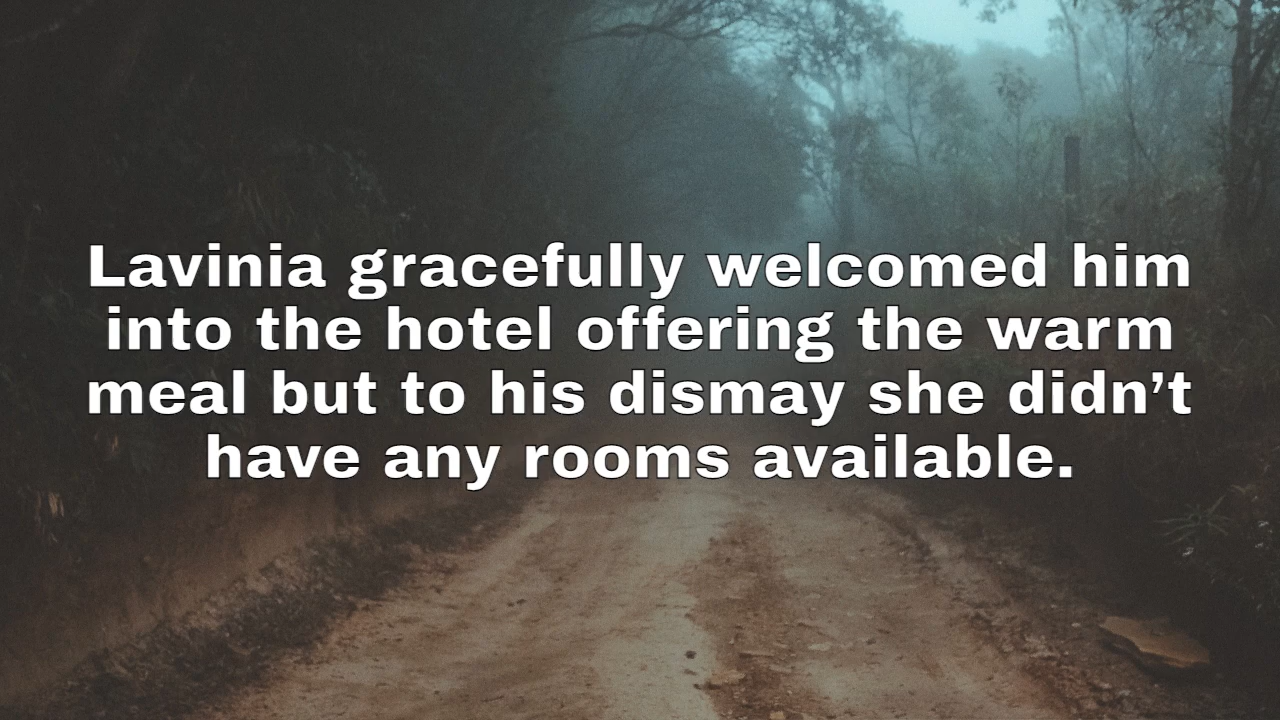 Lavinia gracefully welcomed him
into the hotel offering the warm
meal but to his dismay she didn’t
have any rooms available.